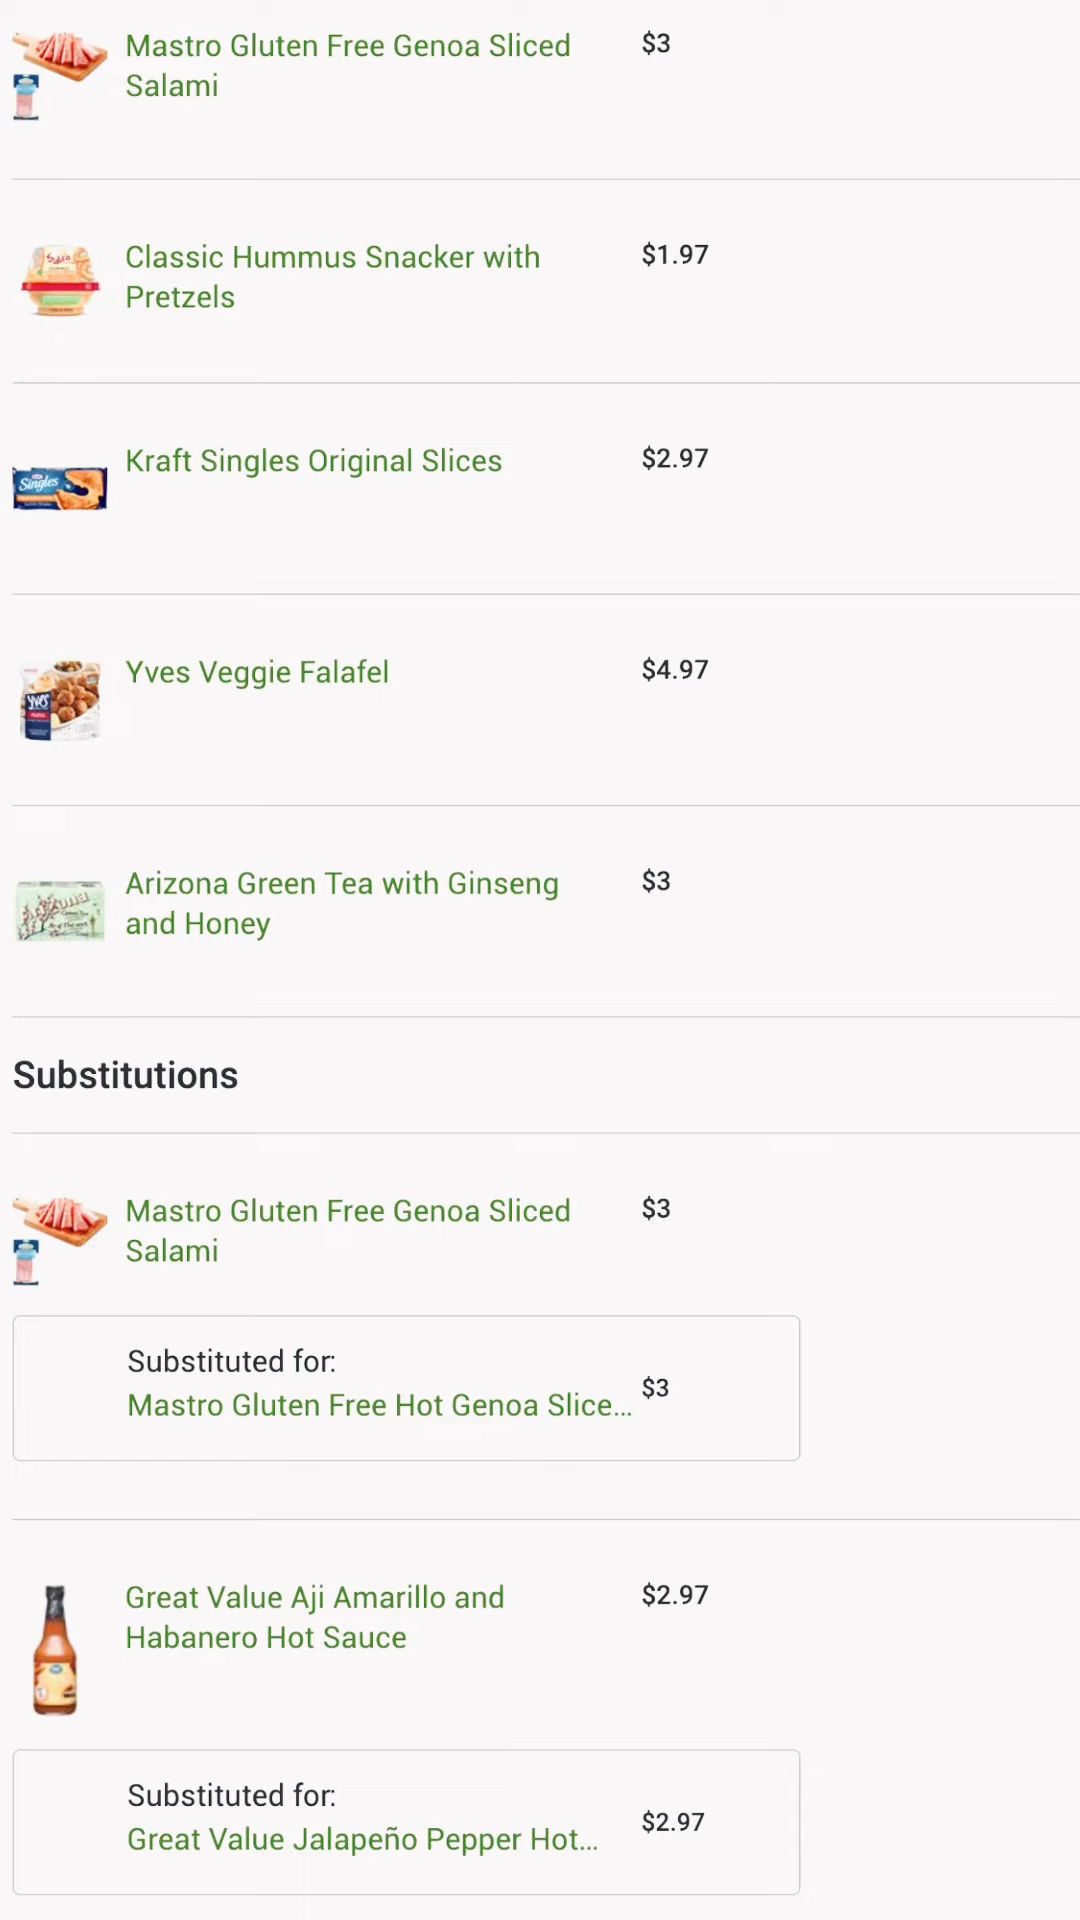 Mastro Gluten Free Genoa Sliced
Salami
$3
Classic Hummus Snacker with
Pretzels
$1.97
Singles
Kraft Singles Original Slices
$2.97
Yves
Yves Veggie Falafel
$4.97
Arizona Green Tea with Ginseng
and Honey
$3
Substitutions
Mastro Gluten Free Genoa Sliced
Salami
$3
Substituted for:
Mastro Gluten Free Hot Genoa Slice...
$3
Great Value Aji Amarillo and
Habanero Hot Sauce
$2.97
Substituted for:
Great Value Jalapeño Pepper Hot...
$2.97